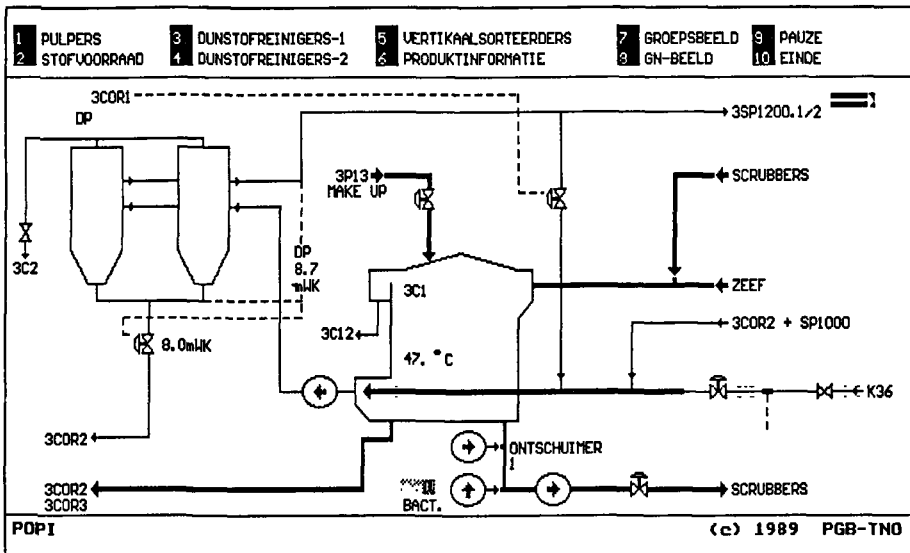 1 PULPERS 3 DUNSTOFREINIGERS-1 5 VERTIKAALSORTEERDERS 7 GROEPSBEELD 9 PAUZE
2 STOFVOORRAAD 4 DUNSTOFREINIGERS-2 6 PRODUKTINFORMATIE 8 GN-BEELD 10 EINDE
3COR1
DP
3SP1200.1/2
3P13
MAKE UP
SCRUBBERS
3C2
DP
8.7
mWK
3C1
ZEEF
3C12
8.0mWK
3COR2 + SP1000
47. °C
K36
3COR2
ONTSCHUIMER
1
3COR2
3COR3
BACT.
SCRUBBERS
POPI (c) 1989 PGB-TNO